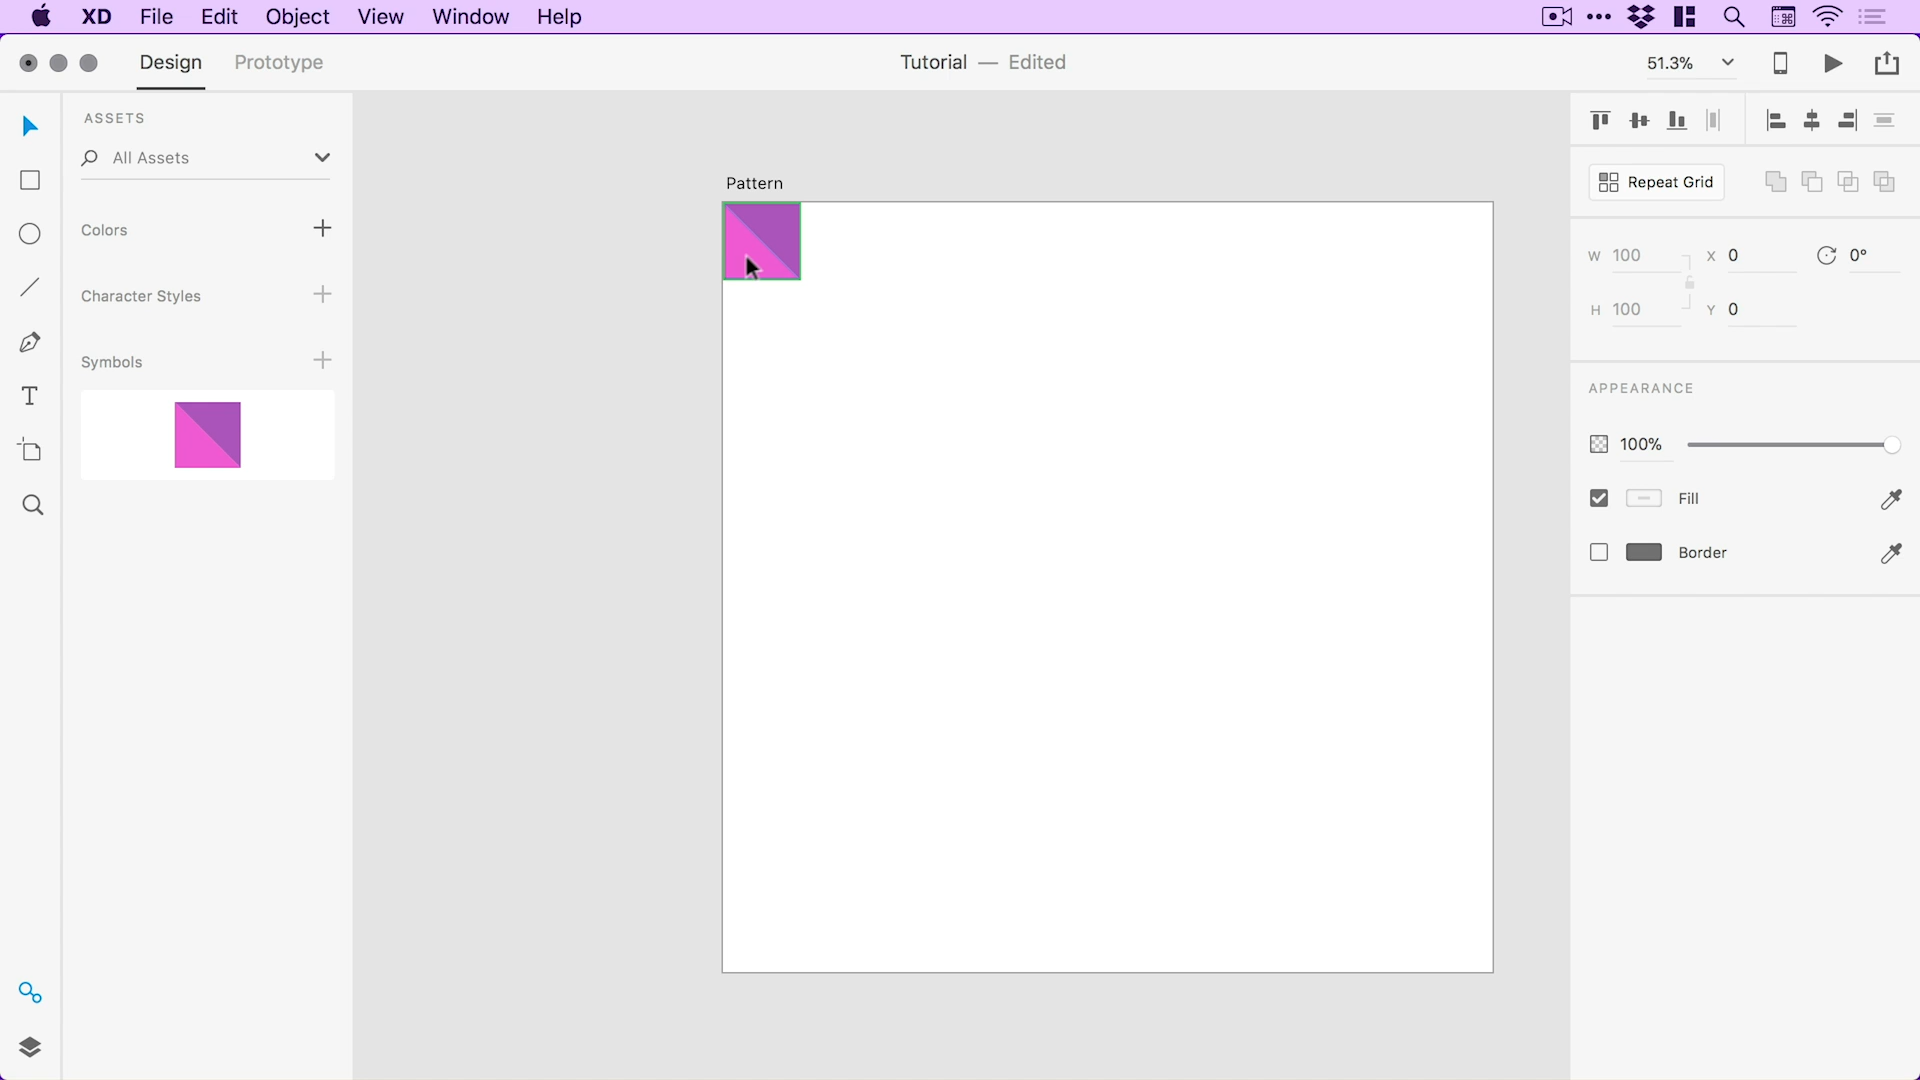 XD File Edit Object View Window Help
Design Prototype Tutorial — Edited 51.3%
ASSETS
All Assets
Colors
Character Styles
Symbols
Pattern
Repeat Grid
W 100 X 0 0°
H 100 Y 0
APPEARANCE
100%
Fill
Border